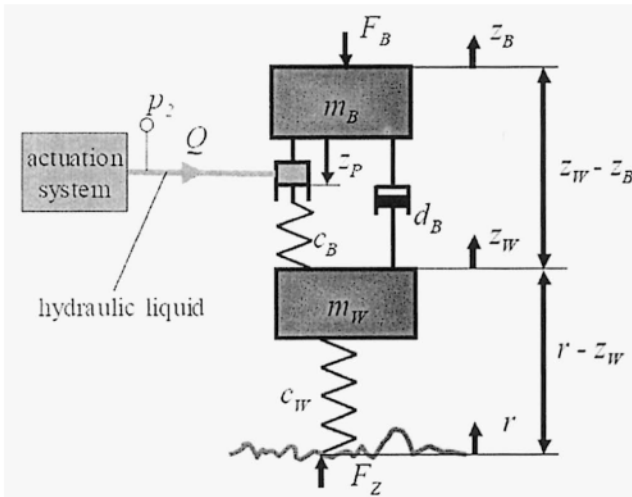 F_B
z_B
m_B
p_2
Q
actuation
system
z_P
d_B
z_W - z_B
c_B
z_W
hydraulic liquid
m_W
r - z_W
c_W
r
F_Z